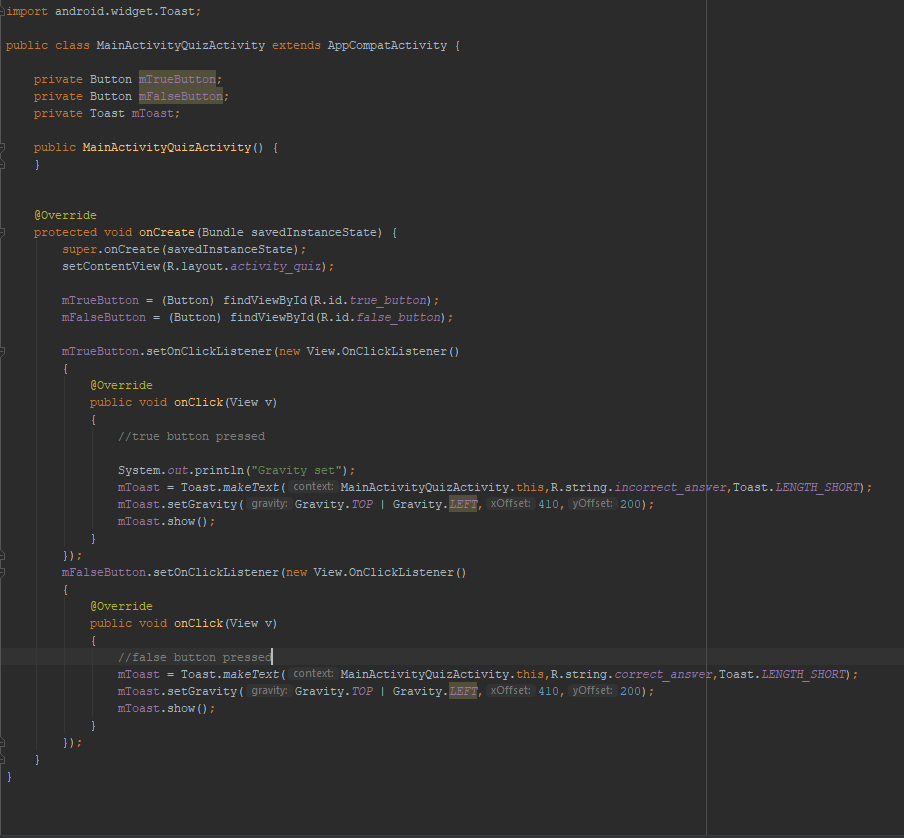 import android.widget.Toast;
public class MainActivityQuizActivity extends AppCompatActivity {
private Button mTrueButton;
private Button mFalseButton;
private Toast mToast;
public MainActivityQuizActivity() {
}
@Override
protected void onCreate(Bundle savedInstanceState) {
super.onCreate(savedInstanceState);
setContentView(R.layout.activity_quiz);
mTrueButton = (Button) findViewById(R.id.true_button);
mFalseButton = (Button) findViewById(R.id.false_button);
mTrueButton.setOnClickListener(new View.OnClickListener()
{
@Override
public void onClick(View v)
{
//true button pressed
System.out.println("Gravity set");
mToast = Toast.makeText( context: MainActivityQuizActivity.this,R.string.incorrect_answer,Toast.LENGTH_SHORT);
mToast.setGravity( gravity: Gravity.TOP | Gravity.LEFT, xOffset: 410, yOffset: 200);
mToast.show();
}
});
mFalseButton.setOnClickListener(new View.OnClickListener()
{
@Override
public void onClick(View v)
{
//false button pressed
mToast = Toast.makeText( context: MainActivityQuizActivity.this,R.string.correct_answer,Toast.LENGTH_SHORT);
mToast.setGravity( gravity: Gravity.TOP | Gravity.LEFT, xOffset: 410, yOffset: 200);
mToast.show();
}
});
}
}